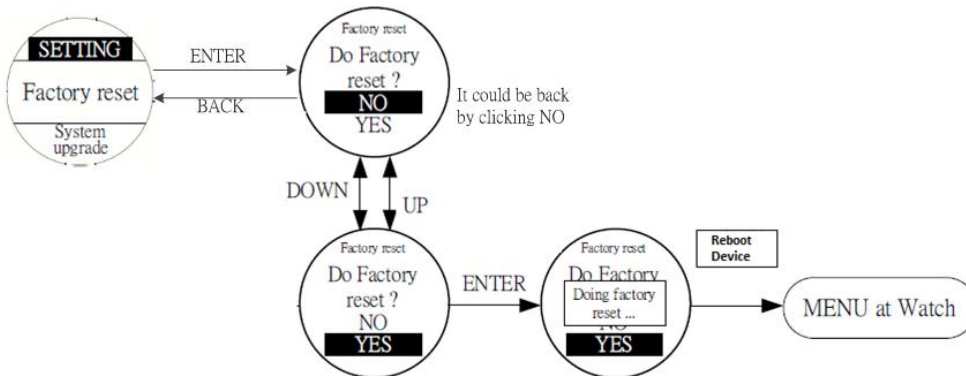 SETTING
Factory reset
System
upgrade
ENTER
BACK
Factory reset
Do Factory
reset ?
NO
YES
It could be back
by clicking NO
DOWN
UP
Factory reset
Do Factory
reset ?
NO
YES
ENTER
Factory reset
Do Factory
Doing factory
reset ...
NO
YES
Reboot
Device
MENU at Watch